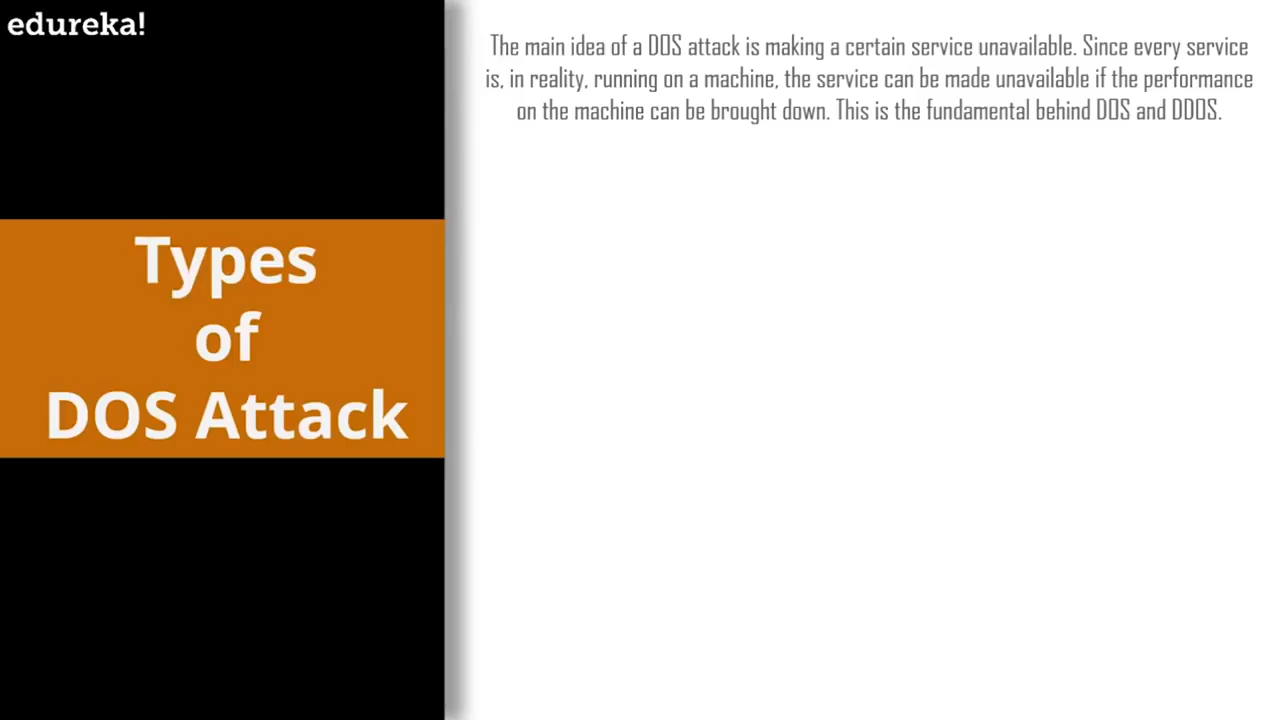 edureka!
The main idea of a DOS attack is making a certain service unavailable. Since every service
is, in reality, running on a machine, the service can be made unavailable if the performance
on the machine can be brought down. This is the fundamental behind DOS and DDOS.
Types
of
DOS Attack